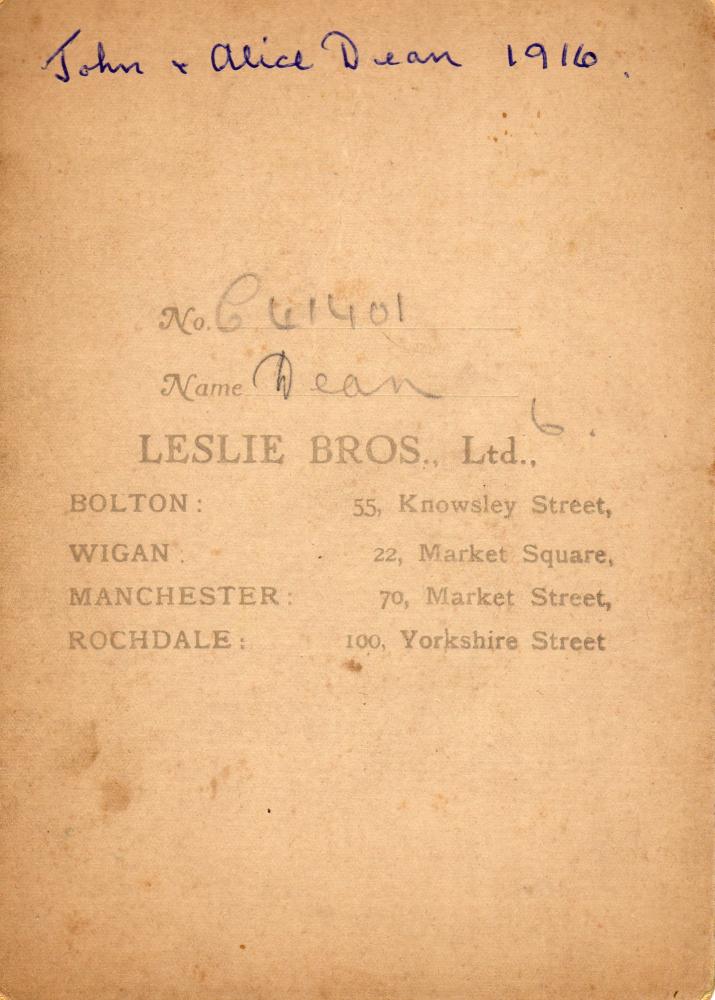 John + Alice Dean 1916.
No. C 41401
Name Dean
6.
LESLIE BROS., Ltd.,
BOLTON: 55, Knowsley Street,
WIGAN: 22, Market Square,
MANCHESTER: 70, Market Street,
ROCHDALE: 100, Yorkshire Street